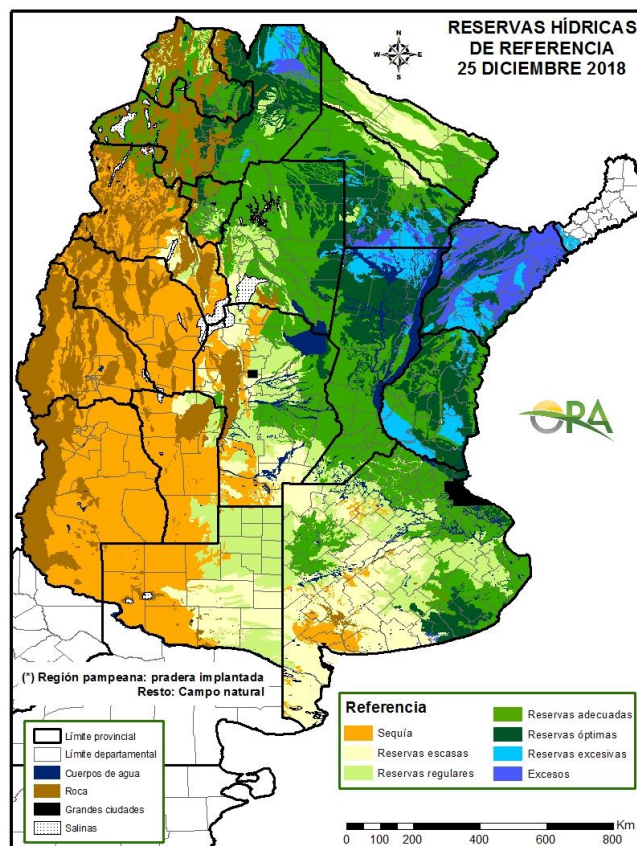 RESERVAS HÍDRICAS
DE REFERENCIA
25 DICIEMBRE 2018
N
W
E
S
ORA
(*) Región pampeana: pradera implantada
Resto: Campo natural
Límite provincial
Límite departamental
Cuerpos de agua
Roca
Grandes ciudades
Salinas
Referencia
Sequía
Reservas escasas
Reservas regulares
Reservas adecuadas
Reservas óptimas
Reservas excesivas
Excesos
Km
0 100 200 400 600 800